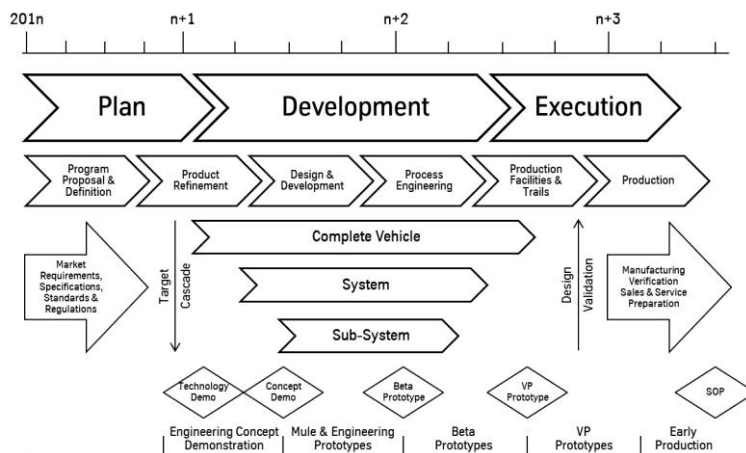 201n
n+1
n+2
n+3
Plan
Development
Execution
Program
Proposal &
Definition
Product
Refinement
Design &
Development
Process
Engineering
Production
Facilities &
Trails
Production
Market
Requirements,
Specifications,
Standards &
Regulations
Target
Cascade
Complete Vehicle
System
Sub-System
Design
Validation
Manufacturing
Verification
Sales & Service
Preparation
Technology
Demo
Concept
Demo
Beta
Prototype
VP
Prototype
SOP
Engineering Concept
Demonstration
Mule & Engineering
Prototypes
Beta
Prototypes
VP
Prototypes
Early
Production